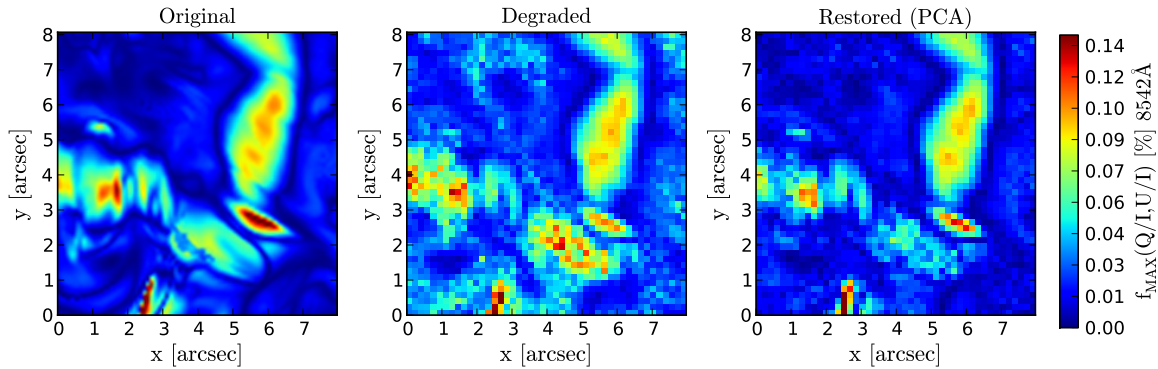 Original
Degraded
Restored (PCA)
8
7
6
5
4
3
2
1
0
y [arcsec]
0 1 2 3 4 5 6 7
x [arcsec]
8
7
6
5
4
3
2
1
0
y [arcsec]
0 1 2 3 4 5 6 7
x [arcsec]
8
7
6
5
4
3
2
1
0
y [arcsec]
0 1 2 3 4 5 6 7
x [arcsec]
0.14
0.12
0.10
0.09
0.07
0.06
0.04
0.03
0.01
0.00
f_MAX(Q/I,U/I) [%] 8542Å